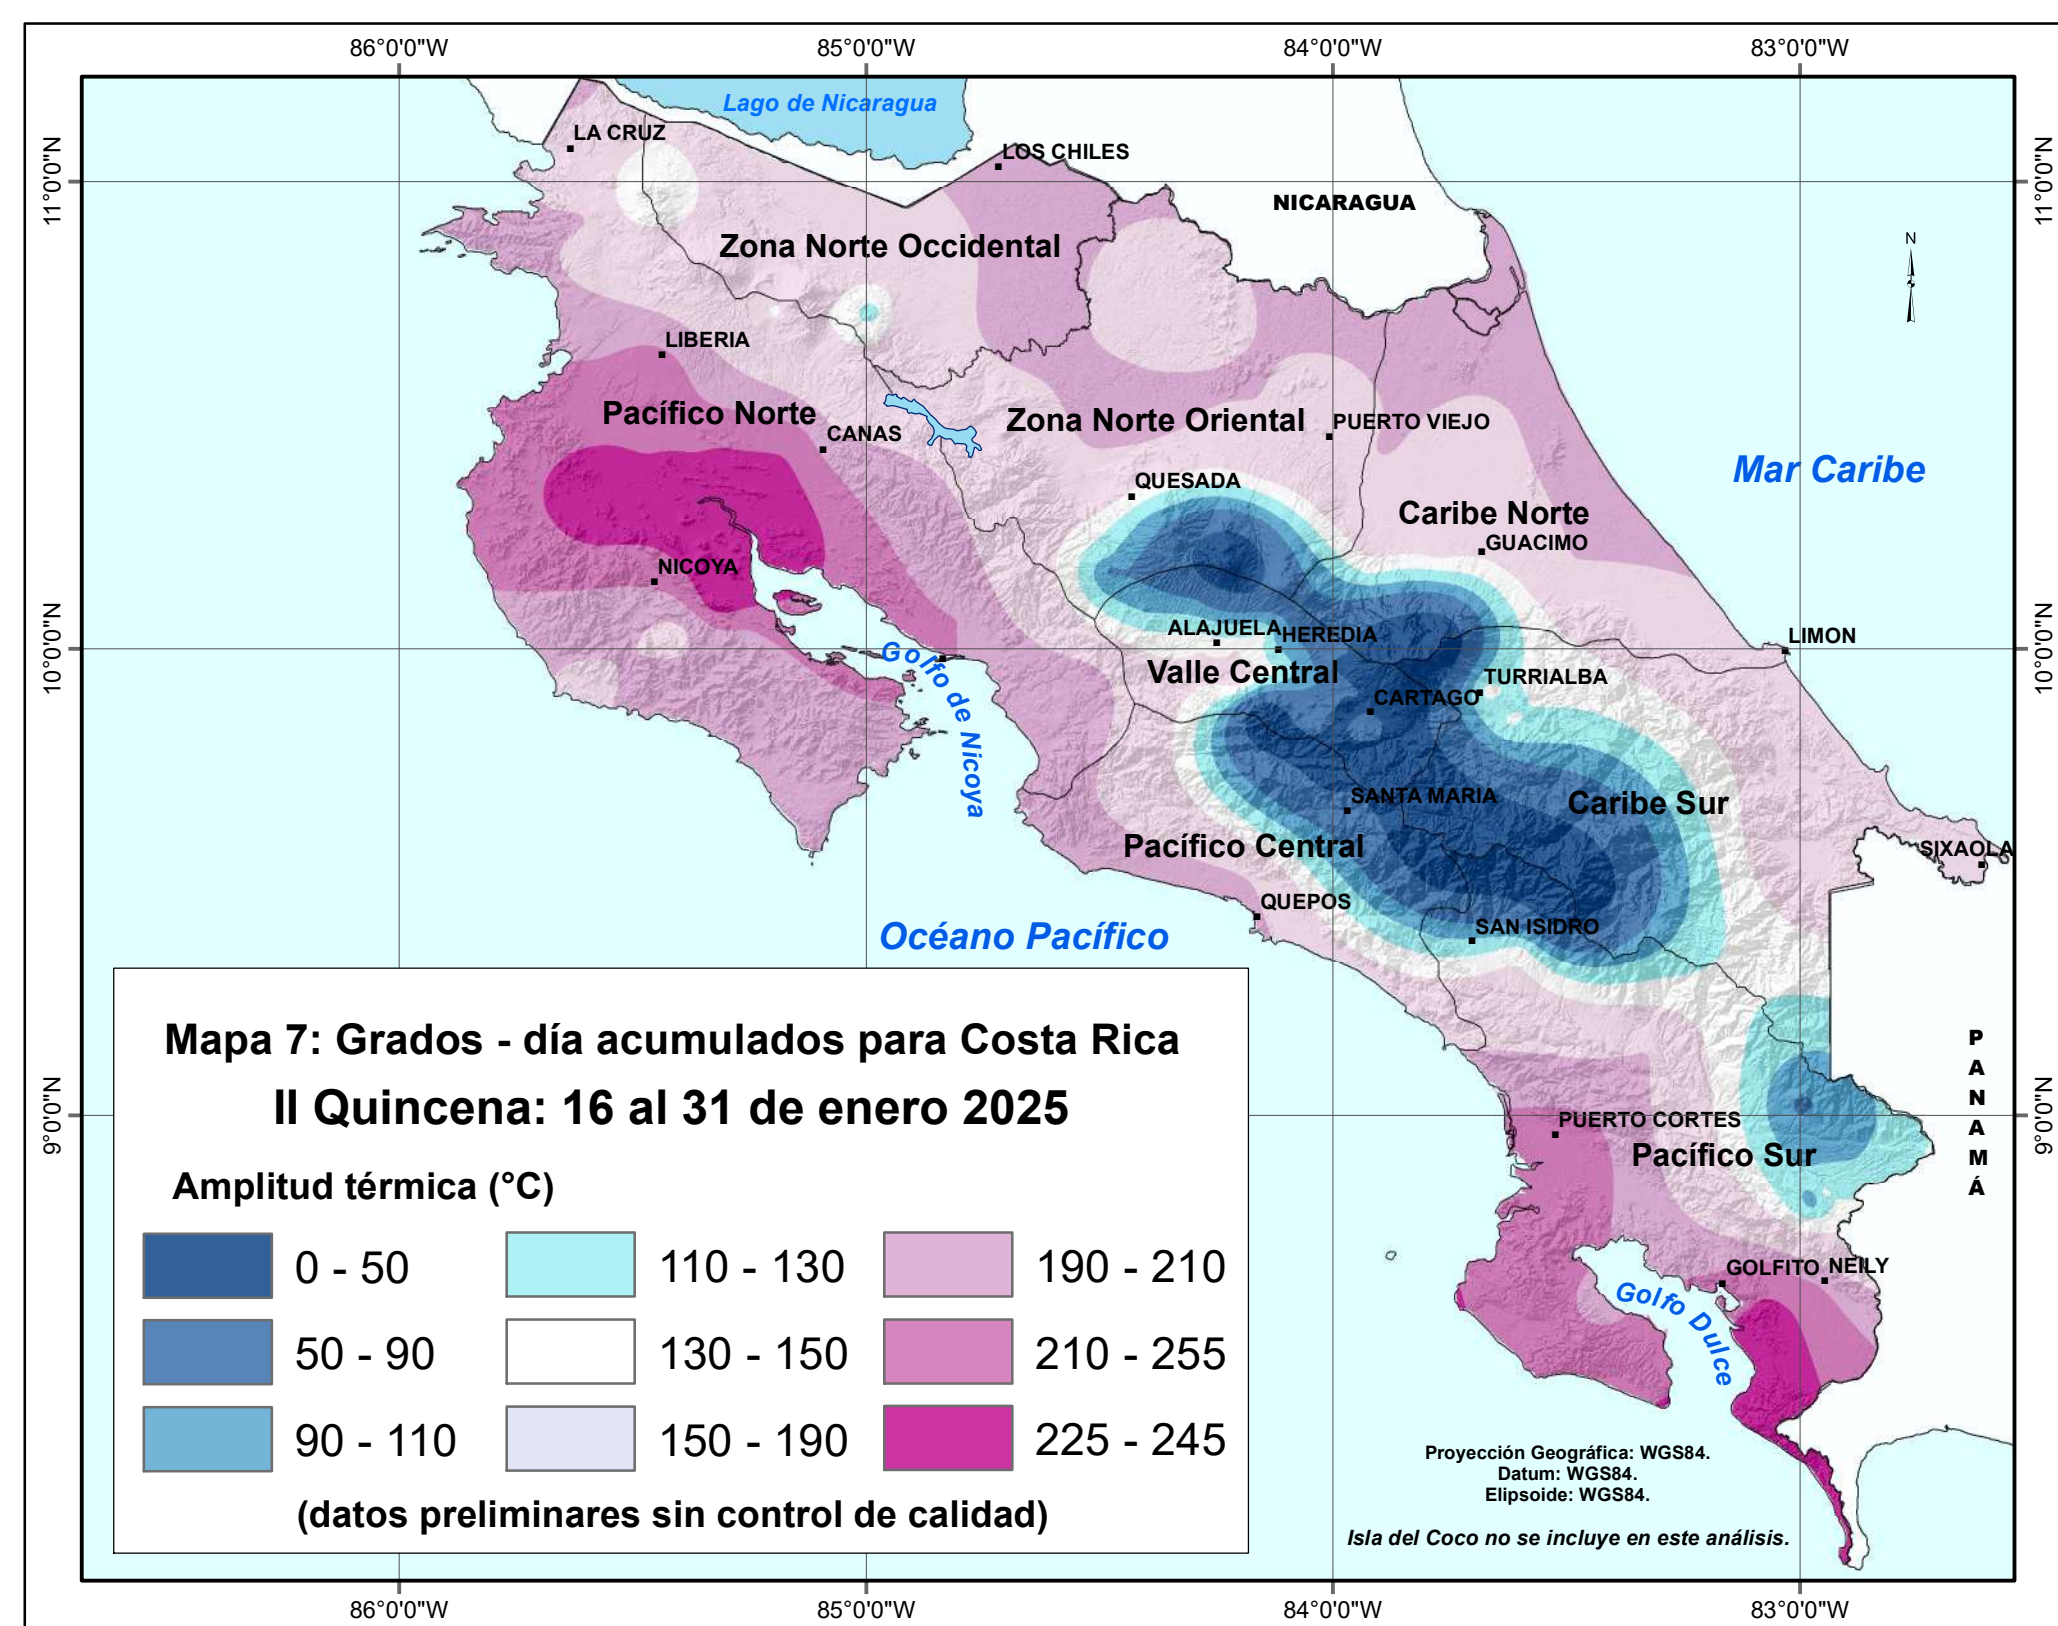 86°0'0"W 85°0'0"W 84°0'0"W 83°0'0"W
Lago de Nicaragua
LA CRUZ
LOS CHILES
11°0'0"N
11°0'0"N
NICARAGUA
N
Zona Norte Occidental
LIBERIA
Pacífico Norte
CANAS
Zona Norte Oriental
PUERTO VIEJO
Mar Caribe
QUESADA
Caribe Norte
GUACIMO
NICOYA
10°0'0"N
10°0'0"N
ALAJUELA
HEREDIA
LIMON
Golfo de Nicoya
Valle Central
TURRIALBA
CARTAGO
SANTA MARIA
Caribe Sur
Pacífico Central
SIXAOLA
QUEPOS
SAN ISIDRO
Océano Pacífico
PANAMÁ
9°0'0"N
9°0'0"N
PUERTO CORTES
Pacífico Sur
GOLFITO
NEILY
Golfo Dulce
Mapa 7: Grados - día acumulados para Costa Rica
II Quincena: 16 al 31 de enero 2025
Amplitud térmica (°C)
0 - 50 110 - 130 190 - 210
50 - 90 130 - 150 210 - 255
90 - 110 150 - 190 225 - 245
(datos preliminares sin control de calidad)
Proyección Geográfica: WGS84.
Datum: WGS84.
Elipsoide: WGS84.
Isla del Coco no se incluye en este análisis.
86°0'0"W 85°0'0"W 84°0'0"W 83°0'0"W